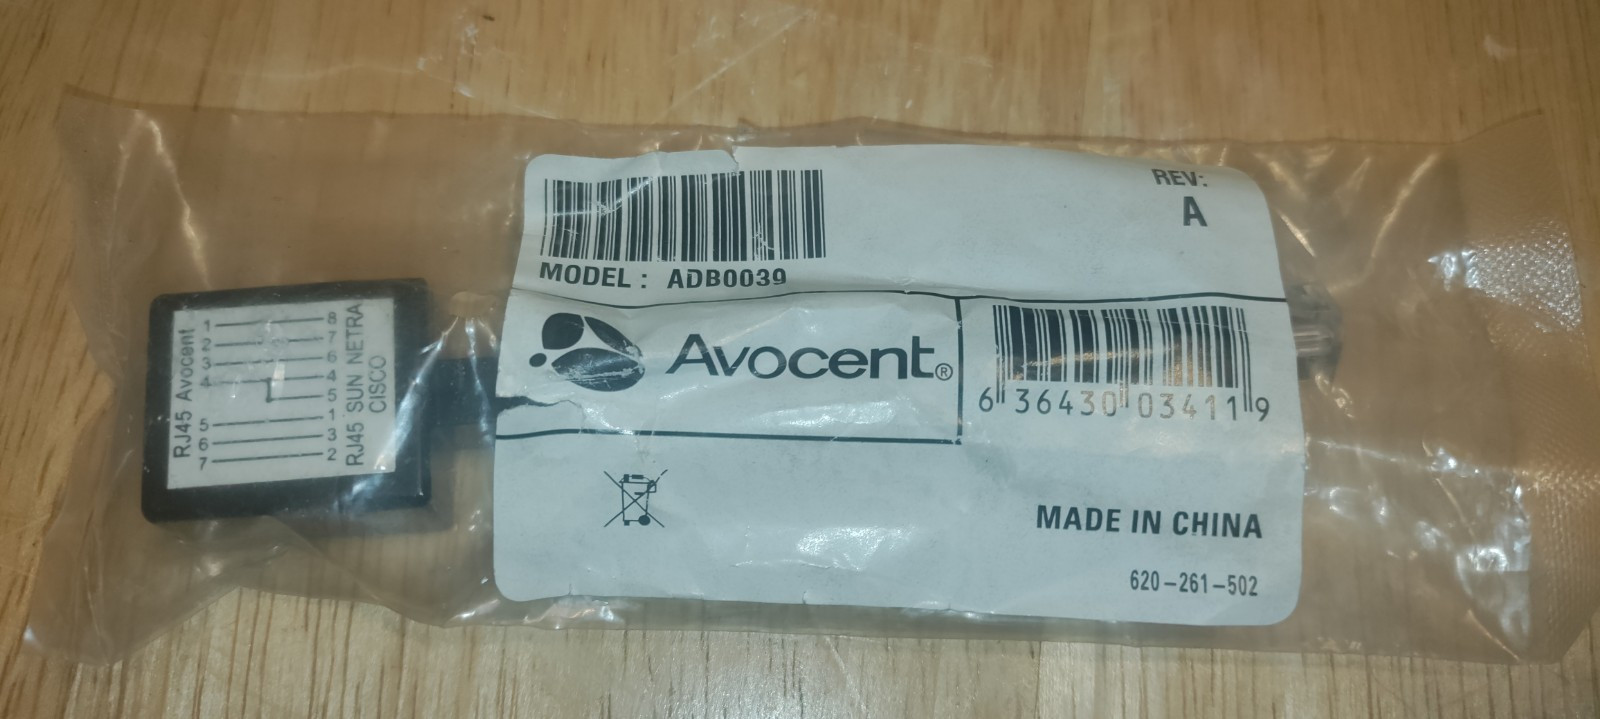 RJ45 Avocent
1 8
2 7
3 6
4 4
5
5 1
6 3
7 2
RJ45 SUN NETRA
CISCO
MODEL : ADB0039
REV:
A
Avocent®
6 36430 03411 9
MADE IN CHINA
620-261-502